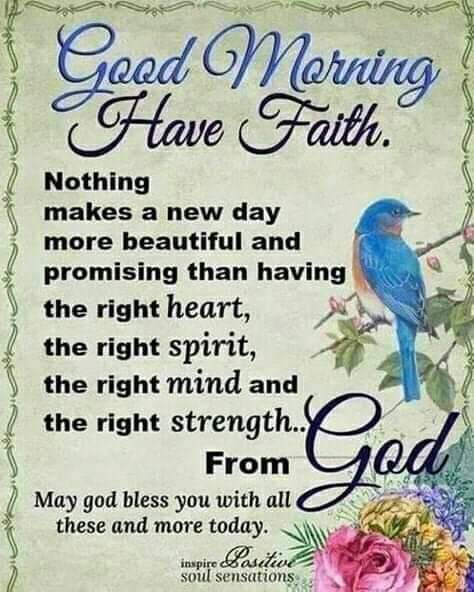 Good Morning
Have Faith.
Nothing
makes a new day
more beautiful and
promising than having
the right heart,
the right spirit,
the right mind and
the right strength..
From God
May god bless you with all
these and more today.
inspire Positive
soul sensations